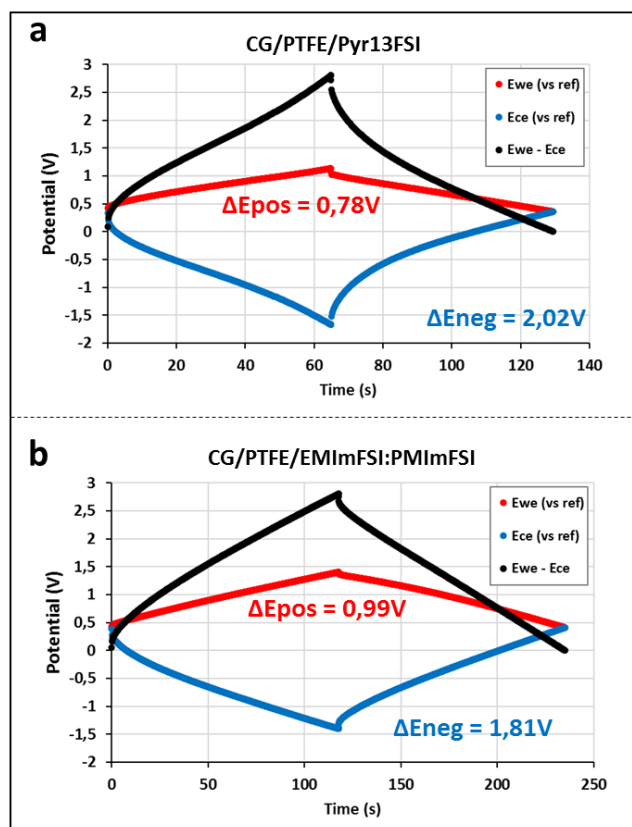 a
CG/PTFE/Pyr13FSI
3
2,5
2
1,5
1
0,5
0
-0,5
-1
-1,5
-2
Potential (V)
Ewe (vs ref)
Ece (vs ref)
Ewe - Ece
ΔEpos = 0,78V
ΔEneg = 2,02V
0 20 40 60 80 100 120 140
Time (s)
b
CG/PTFE/EMImFSI:PMImFSI
3
2,5
2
1,5
1
0,5
0
-0,5
-1
-1,5
-2
Potential (V)
Ewe (vs ref)
Ece (vs ref)
Ewe - Ece
ΔEpos = 0,99V
ΔEneg = 1,81V
0 50 100 150 200 250
Time (s)